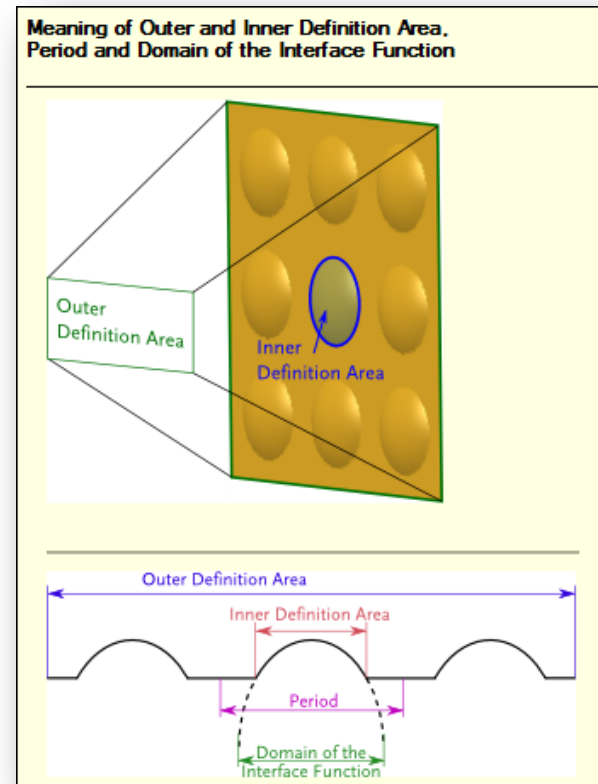 Meaning of Outer and Inner Definition Area,
Period and Domain of the Interface Function
Outer
Definition Area
Inner
Definition Area
Outer Definition Area
Inner Definition Area
Period
Domain of the
Interface Function